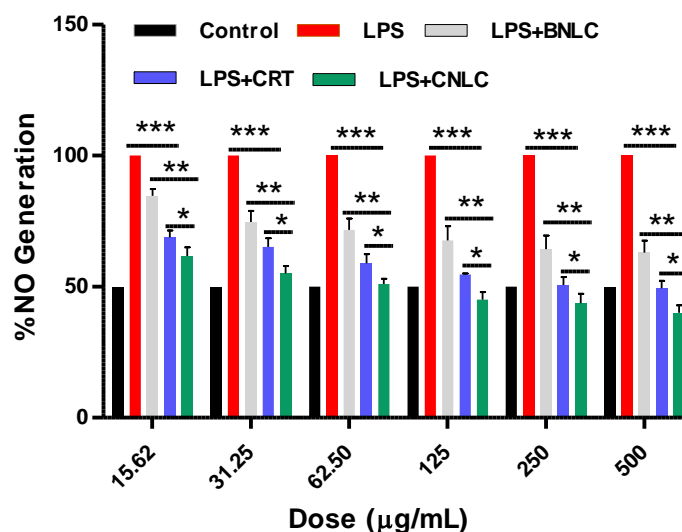 150
Control LPS LPS+BNLC
LPS+CRT LPS+CNLC
*** *** *** *** *** ***
100
** ** ** ** ** **
* * * * * *
50
0
%NO Generation
15.62 31.25 62.50 125 250 500
Dose (µg/mL)